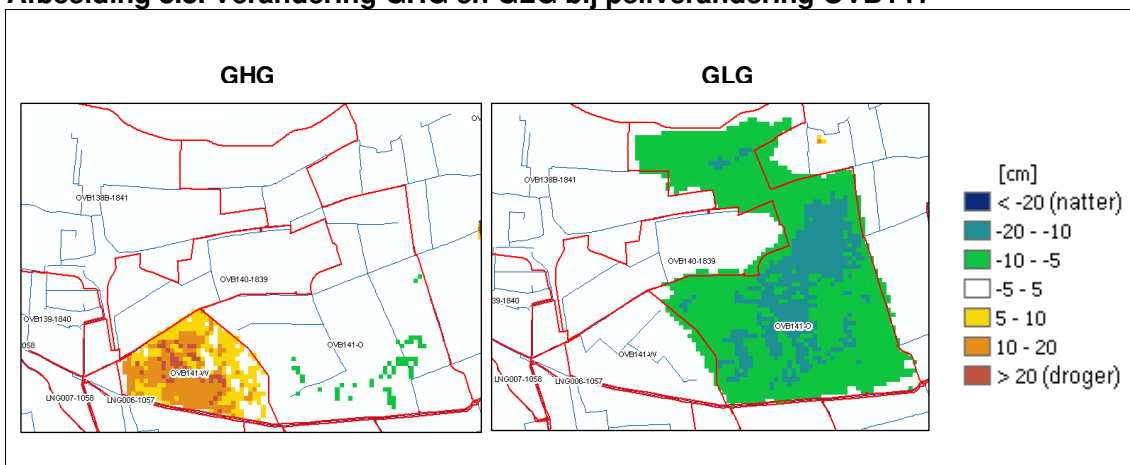 GHG
GLG
OVB138B-1841
OVB140-1839
OVB139-1840
058
OVB141-W
OVB141-O
LNG007-1058
LNG006-1057
OVB138B-1841
OVB140-1839
39-1840
OVB141-W
OVB141-O
LNG007-1058
LNG006-1057
[cm]
< -20 (natter)
-20 - -10
-10 - -5
-5 - 5
5 - 10
10 - 20
> 20 (droger)